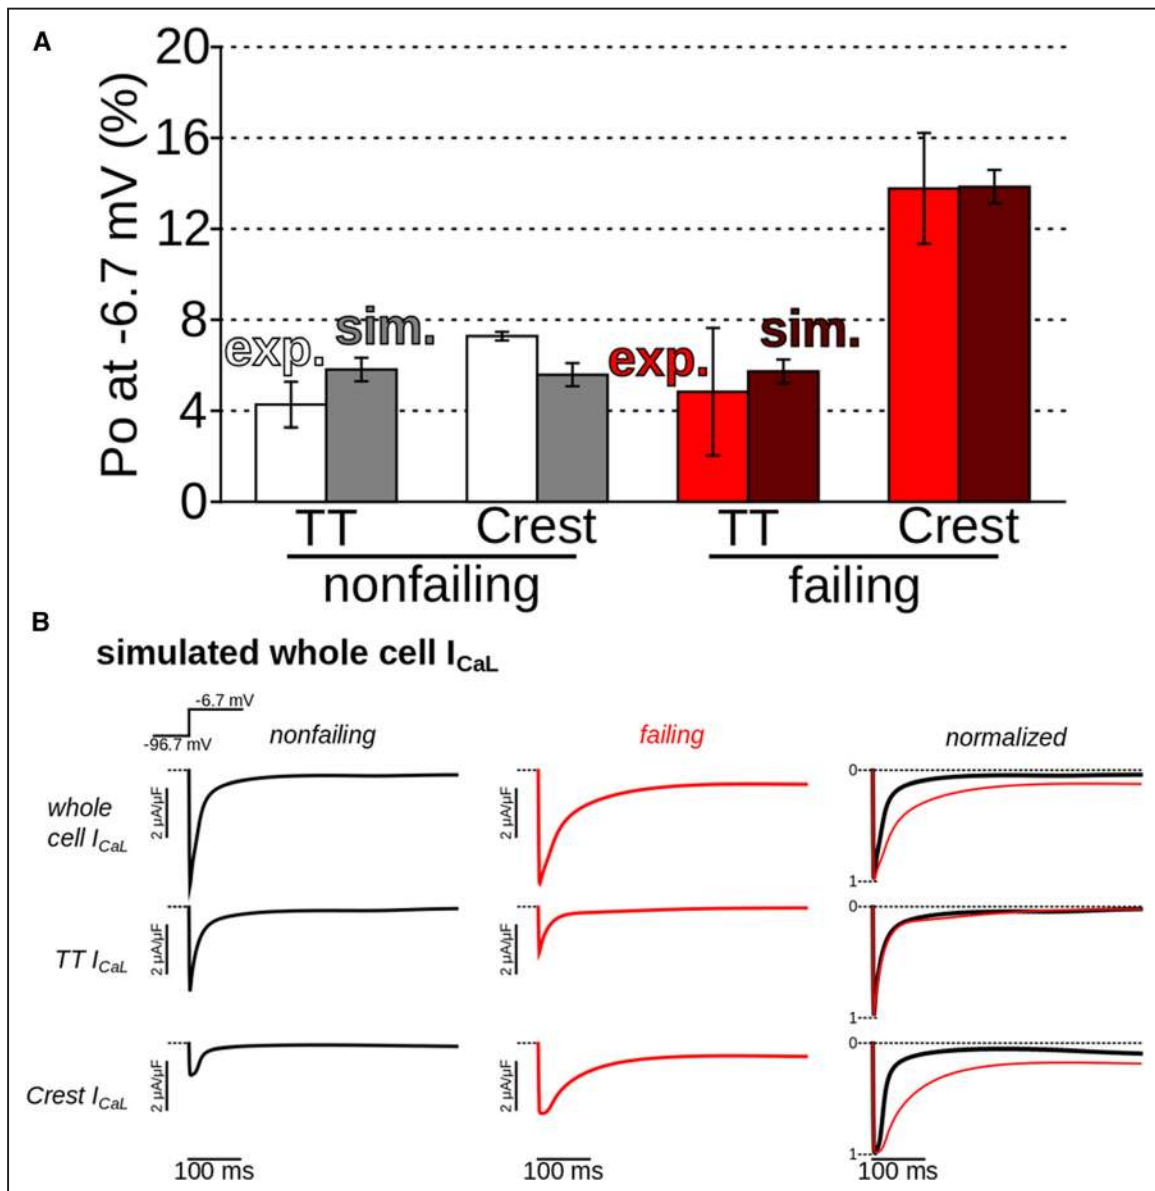 A
20
16
12
8
4
0
Po at -6.7 mV (%)
exp.
sim.
exp.
sim.
TT
Crest
TT
Crest
nonfailing
failing
B
simulated whole cell ICaL
-6.7 mV
-96.7 mV
nonfailing
failing
normalized
whole
cell ICaL
2 µA/µF
2 µA/µF
0
1
TT ICaL
2 µA/µF
2 µA/µF
0
1
Crest ICaL
2 µA/µF
2 µA/µF
0
1
100 ms
100 ms
100 ms